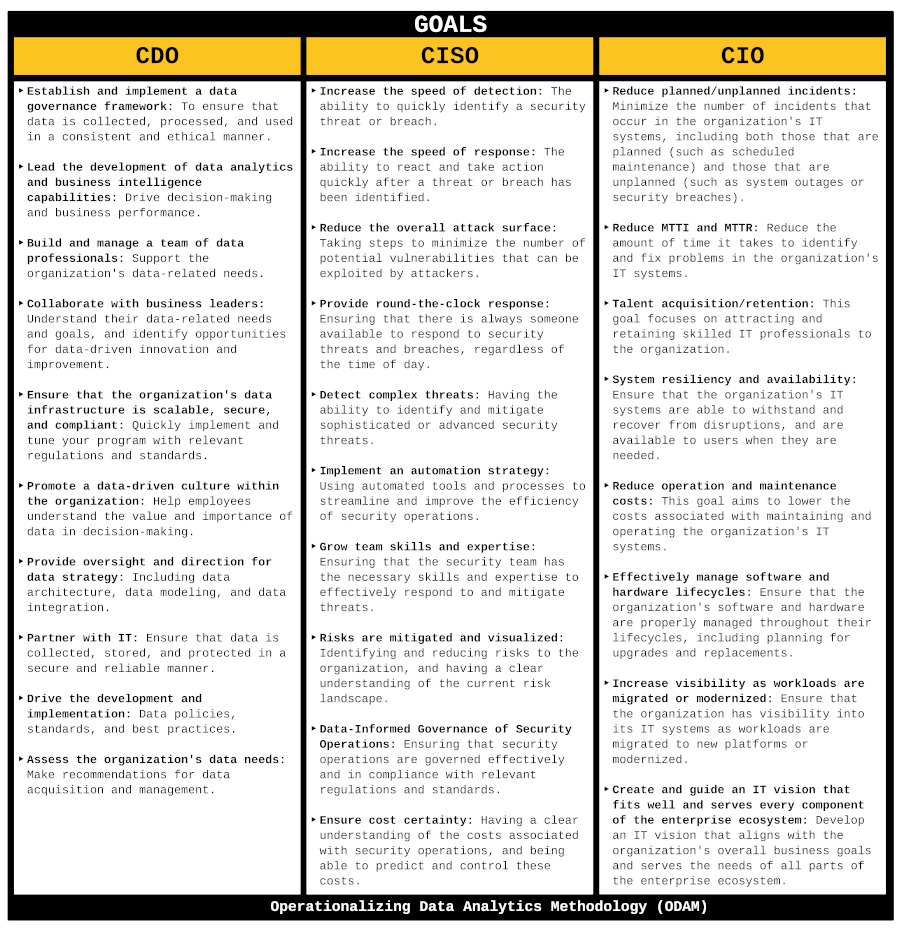 GOALS
CDO
‣Establish and implement a data
governance framework: To ensure that
data is collected, processed, and used
in a consistent and ethical manner.
‣Lead the development of data analytics
and business intelligence
capabilities: Drive decision-making
and business performance.
‣Build and manage a team of data
professionals: Support the
organization's data-related needs.
‣Collaborate with business leaders:
Understand their data-related needs
and goals, and identify opportunities
for data-driven innovation and
improvement.
‣Ensure that the organization's data
infrastructure is scalable, secure,
and compliant: Quickly implement and
tune your program with relevant
regulations and standards.
‣Promote a data-driven culture within
the organization: Help employees
understand the value and importance of
data in decision-making.
‣Provide oversight and direction for
data strategy: Including data
architecture, data modeling, and data
integration.
‣Partner with IT: Ensure that data is
collected, stored, and protected in a
secure and reliable manner.
‣Drive the development and
implementation: Data policies,
standards, and best practices.
‣Assess the organization's data needs:
Make recommendations for data
acquisition and management.
CISO
‣Increase the speed of detection: The
ability to quickly identify a security
threat or breach.
‣Increase the speed of response: The
ability to react and take action
quickly after a threat or breach has
been identified.
‣Reduce the overall attack surface:
Taking steps to minimize the number of
potential vulnerabilities that can be
exploited by attackers.
‣Provide round-the-clock response:
Ensuring that there is always someone
available to respond to security
threats and breaches, regardless of
the time of day.
‣Detect complex threats: Having the
ability to identify and mitigate
sophisticated or advanced security
threats.
‣Implement an automation strategy:
Using automated tools and processes to
streamline and improve the efficiency
of security operations.
‣Grow team skills and expertise:
Ensuring that the security team has
the necessary skills and expertise to
effectively respond to and mitigate
threats.
‣Risks are mitigated and visualized:
Identifying and reducing risks to the
organization, and having a clear
understanding of the current risk
landscape.
‣Data-Informed Governance of Security
Operations: Ensuring that security
operations are governed effectively
and in compliance with relevant
regulations and standards.
‣Ensure cost certainty: Having a clear
understanding of the costs associated
with security operations, and being
able to predict and control these
costs.
CIO
‣Reduce planned/unplanned incidents:
Minimize the number of incidents that
occur in the organization's IT
systems, including both those that are
planned (such as scheduled
maintenance) and those that are
unplanned (such as system outages or
security breaches).
‣Reduce MTTI and MTTR: Reduce the
amount of time it takes to identify
and fix problems in the organization's
IT systems.
‣Talent acquisition/retention: This
goal focuses on attracting and
retaining skilled IT professionals to
the organization.
‣System resiliency and availability:
Ensure that the organization's IT
systems are able to withstand and
recover from disruptions, and are
available to users when they are
needed.
‣Reduce operation and maintenance
costs: This goal aims to lower the
costs associated with maintaining and
operating the organization's IT
systems.
‣Effectively manage software and
hardware lifecycles: Ensure that the
organization's software and hardware
are properly managed throughout their
lifecycles, including planning for
upgrades and replacements.
‣Increase visibility as workloads are
migrated or modernized: Ensure that
the organization has visibility into
its IT systems as workloads are
migrated to new platforms or
modernized.
‣Create and guide an IT vision that
fits well and serves every component
of the enterprise ecosystem: Develop
an IT vision that aligns with the
organization's overall business goals
and serves the needs of all parts of
the enterprise ecosystem.
Operationalizing Data Analytics Methodology (ODAM)